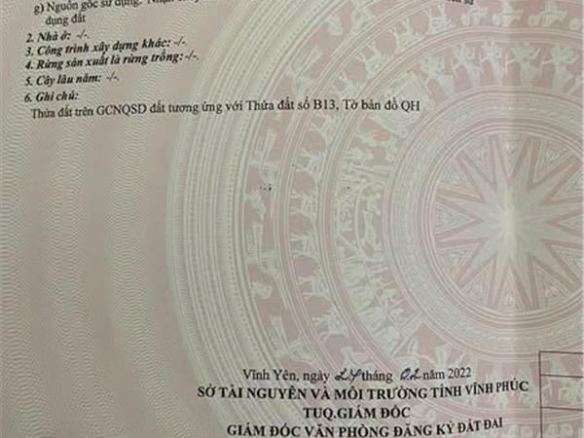 g) Nguồn gốc sử dụng: Nhận
dụng đất
2. Nhà ở: -/-.
3. Công trình xây dựng khác: -/-.
4. Rừng sản xuất là rừng trồng: -/-.
5. Cây lâu năm: -/-.
6. Ghi chú:
Thửa đất trên GCNQSD đất tương ứng với Thửa đất số B13, Tờ bản đồ QH
Vĩnh Yên, ngày 24 tháng 02 năm 2022
SỞ TÀI NGUYÊN VÀ MÔI TRƯỜNG TỈNH VĨNH PHÚC
TUQ.GIÁM ĐỐC
GIÁM ĐỐC VĂN PHÒNG ĐĂNG KÝ ĐẤT ĐAI